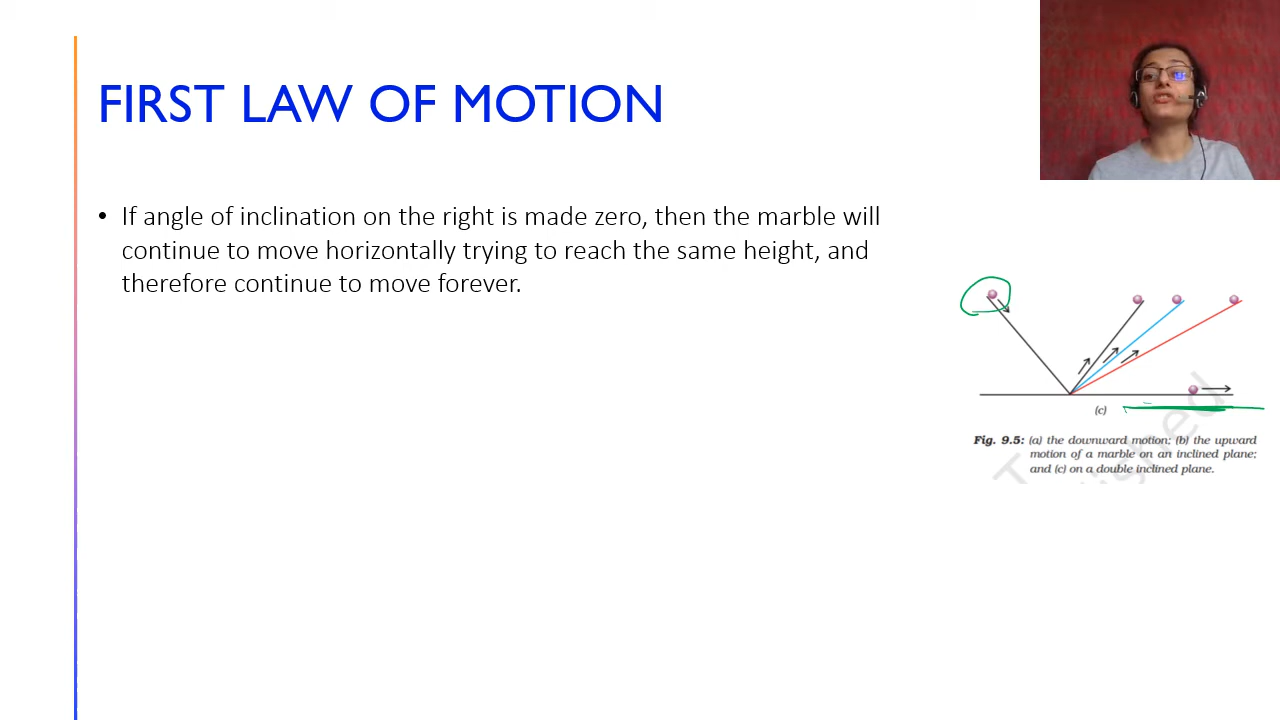 FIRST LAW OF MOTION
• If angle of inclination on the right is made zero, then the marble will
continue to move horizontally trying to reach the same height, and
therefore continue to move forever.
(c)
Fig. 9.5: (a) the downward motion; (b) the upward
motion of a marble on an inclined plane;
and (c) on a double inclined plane.